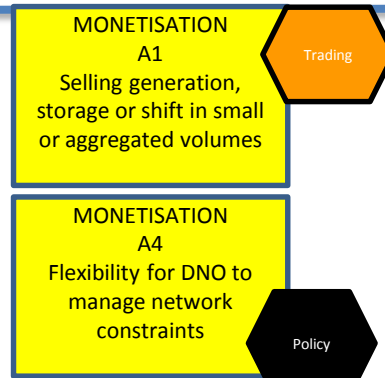 MONETISATION
A1
Selling generation,
storage or shift in small
or aggregated volumes
Trading
MONETISATION
A4
Flexibility for DNO to
manage network
constraints
Policy